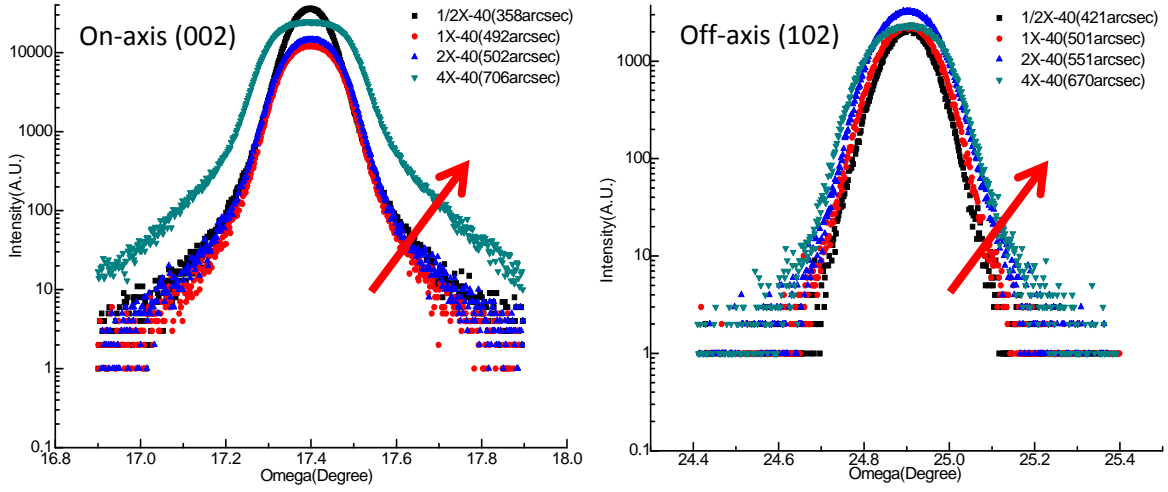 On-axis (002)
1/2X-40(358arcsec)
1X-40(492arcsec)
2X-40(502arcsec)
4X-40(706arcsec)
Intensity(A.U.)
10000
1000
100
10
1
0.1
16.8 17.0 17.2 17.4 17.6 17.8 18.0
Omega(Degree)
Off-axis (102)
1/2X-40(421arcsec)
1X-40(501arcsec)
2X-40(551arcsec)
4X-40(670arcsec)
Intensity(A.U.)
1000
100
10
1
0.1
24.4 24.6 24.8 25.0 25.2 25.4
Omega(Degree)